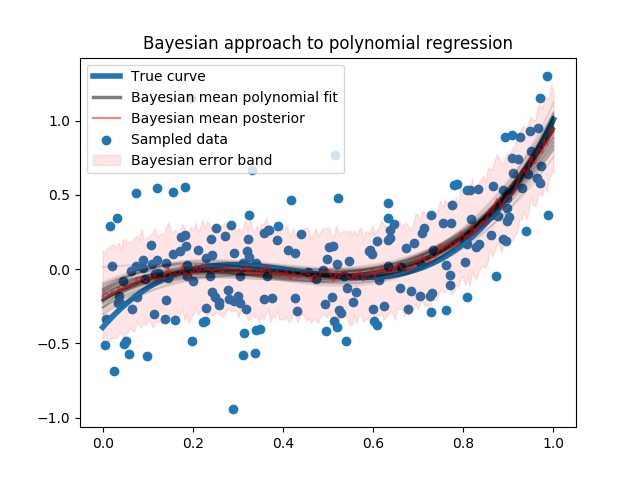 Bayesian approach to polynomial regression
True curve
Bayesian mean polynomial fit
Bayesian mean posterior
Sampled data
Bayesian error band
1.0
0.5
0.0
−0.5
−1.0
0.0 0.2 0.4 0.6 0.8 1.0